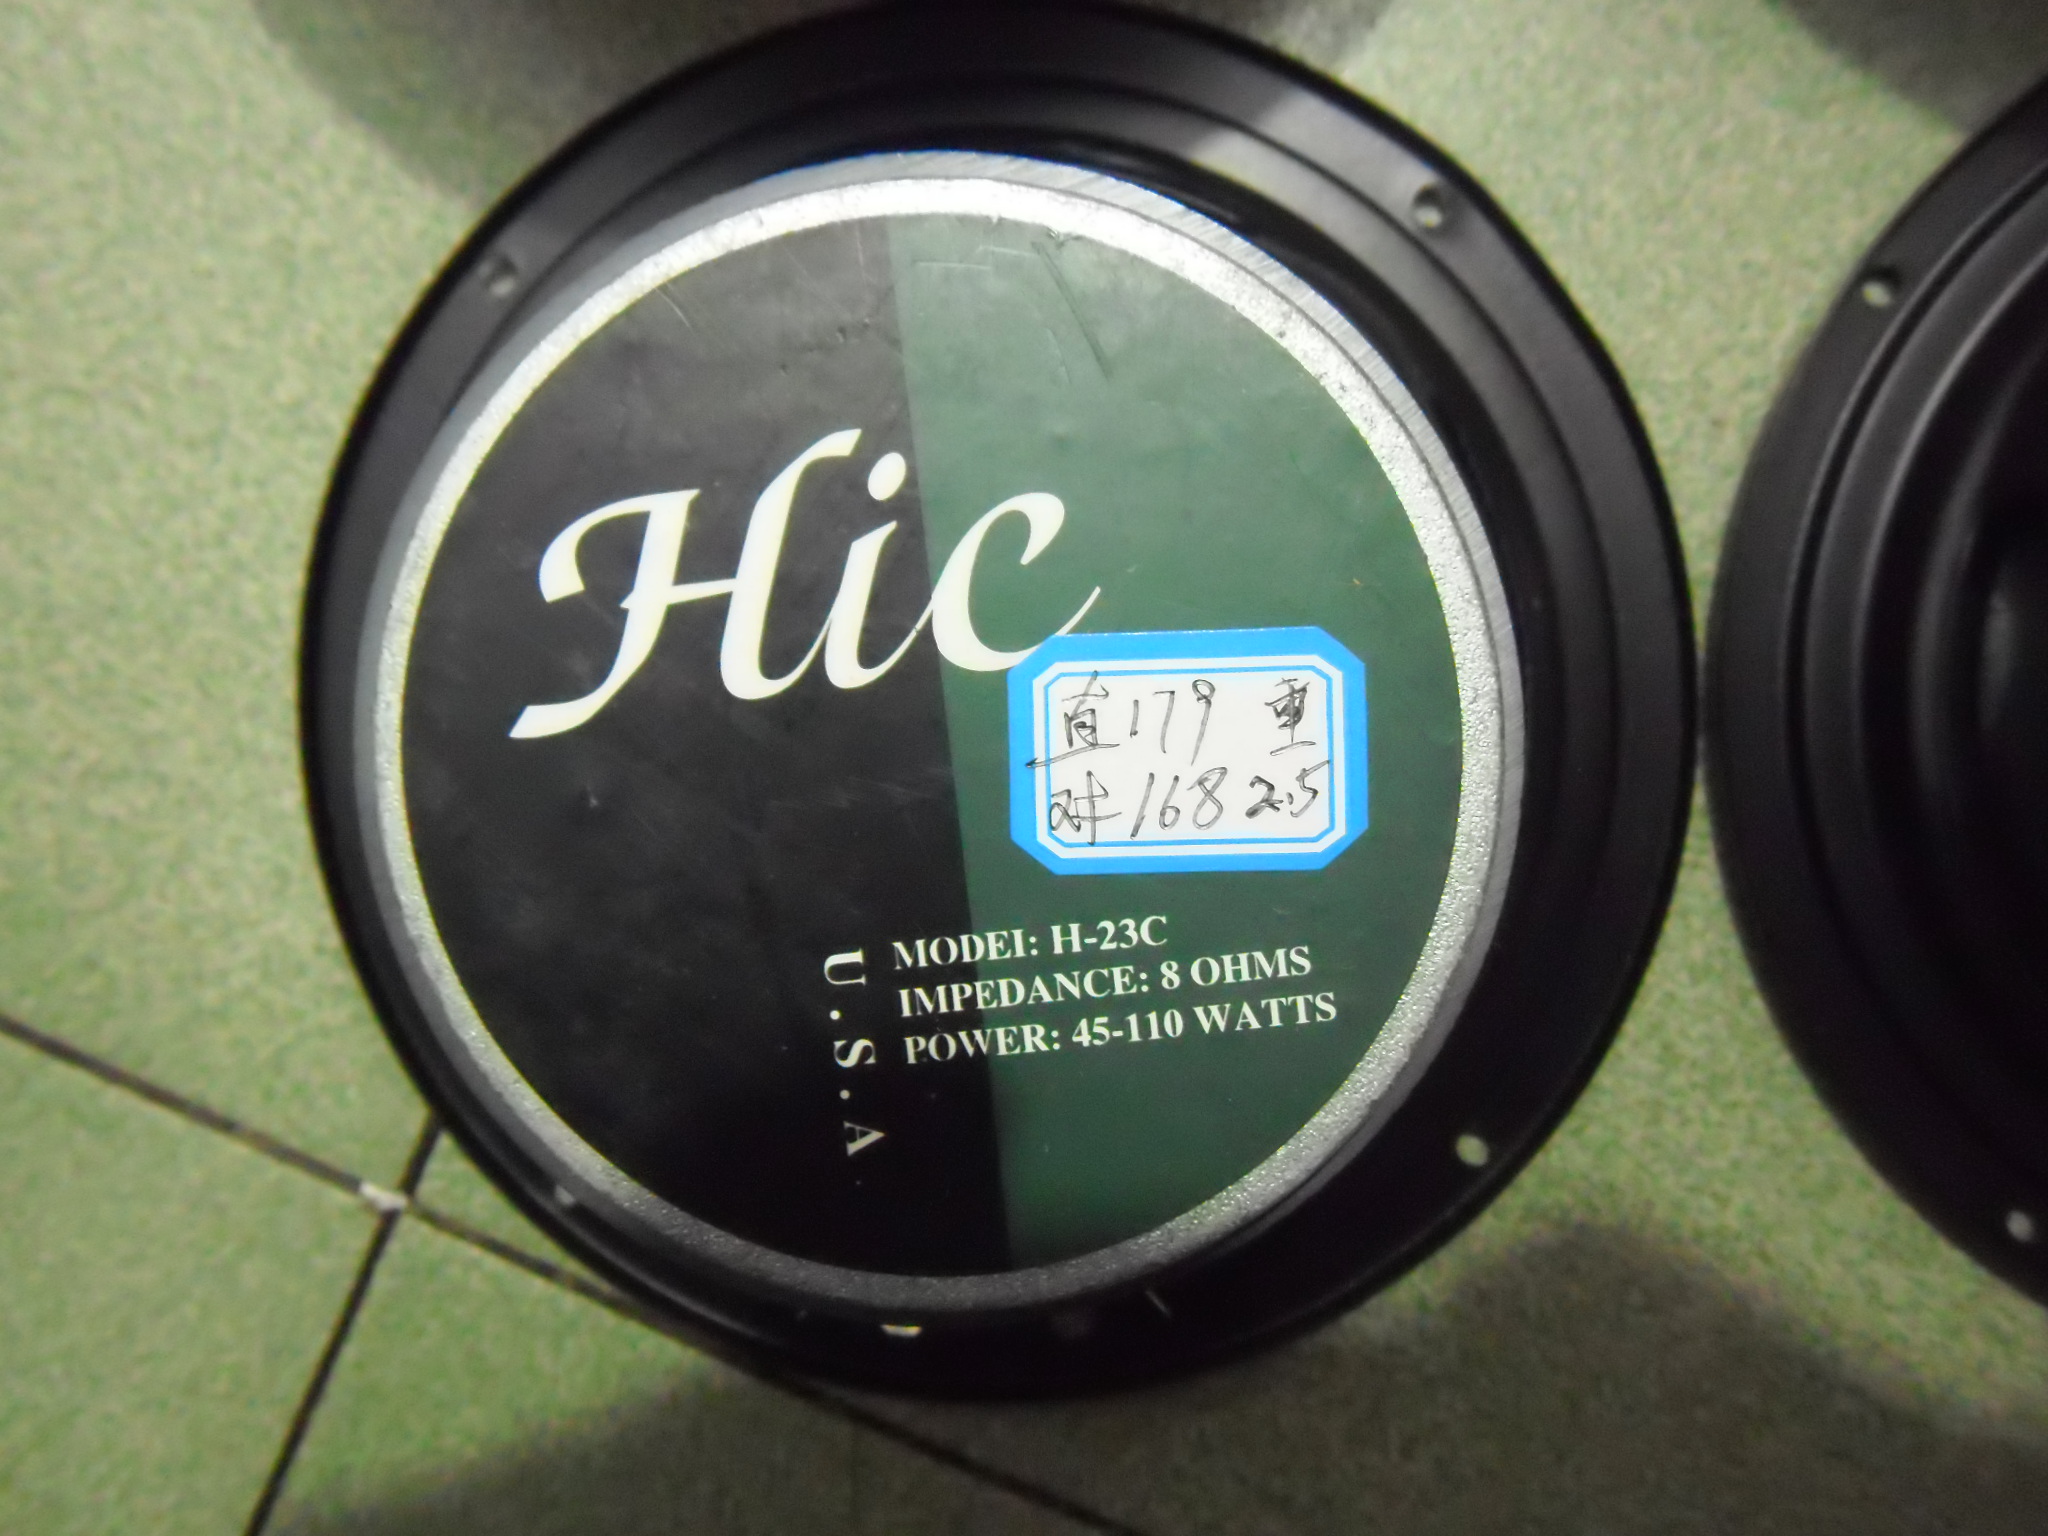 Hic
直179 重
对168 2.5
U.S.A
MODEI: H-23C
IMPEDANCE: 8 OHMS
POWER: 45-110 WATTS